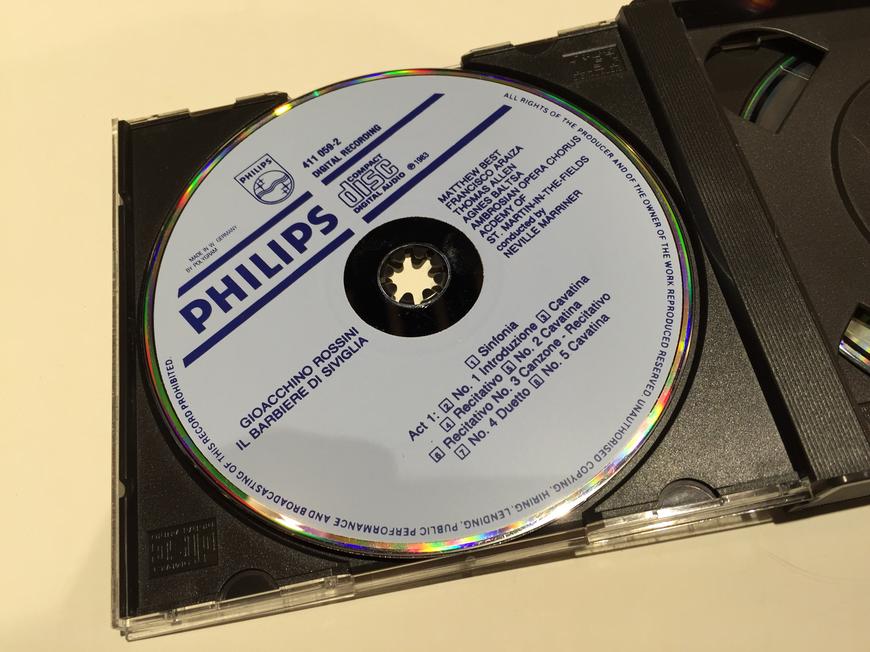 PHILIPS
411 059-2
DIGITAL RECORDING
COMPACT
disc
DIGITAL AUDIO
℗ 1983
MADE IN W. GERMANY
BY POLYGRAM
PHILIPS
MATTHEW BEST
FRANCISCO ARAIZA
THOMAS ALLEN
AGNES BALTSA
AMBROSIAN OPERA CHORUS
ACDEMY OF
ST. MARTIN-IN-THE-FIELDS
conducted by
NEVILLE MARRINER
GIOACCHINO ROSSINI
IL BARBIERE DI SIVIGLIA
1 Sinfonia
Act 1: 2 No. 1 Introduzione 3 Cavatina
4 Recitativo 5 No. 2 Cavatina
6 Recitativo No. 3 Canzone - Recitativo
7 No. 4 Duetto 8 No. 5 Cavatina
ALL RIGHTS OF THE PRODUCER AND OF THE OWNER OF THE WORK REPRODUCED RESERVED. UNAUTHORISED COPYING, HIRING, LENDING, PUBLIC PERFORMANCE AND BROADCASTING OF THIS RECORD PROHIBITED.